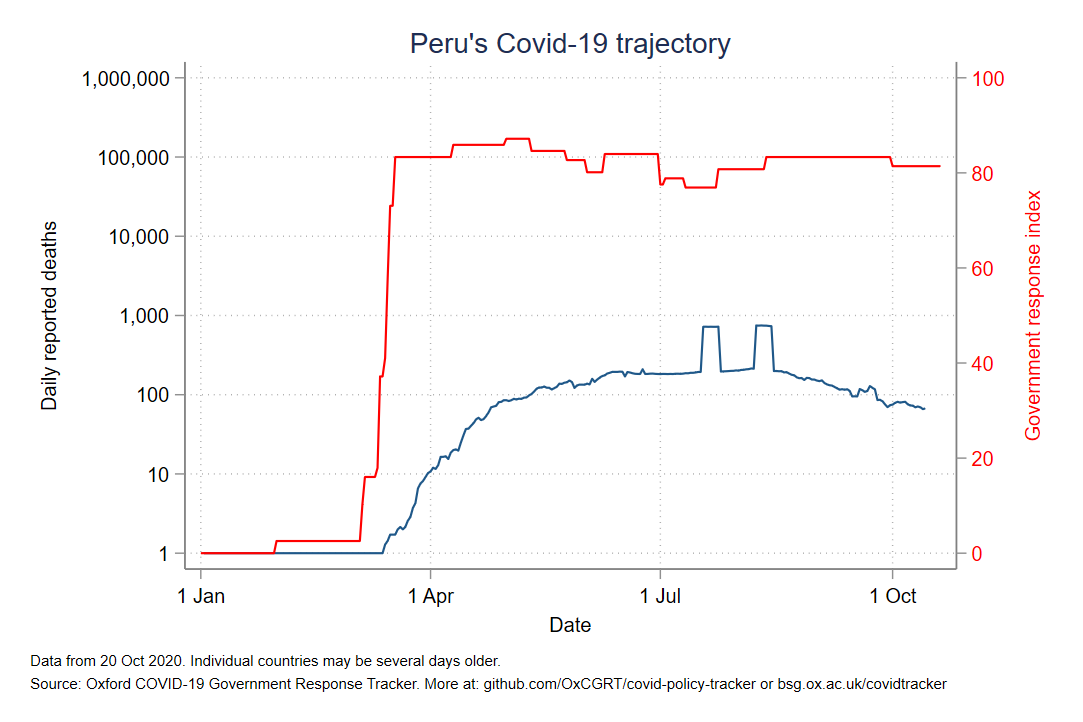 Peru's Covid-19 trajectory
1,000,000
100,000
10,000
1,000
100
10
1
Daily reported deaths
100
80
60
40
20
0
Government response index
1 Jan
1 Apr
1 Jul
1 Oct
Date
Data from 20 Oct 2020. Individual countries may be several days older.
Source: Oxford COVID-19 Government Response Tracker. More at: github.com/OxCGRT/covid-policy-tracker or bsg.ox.ac.uk/covidtracker